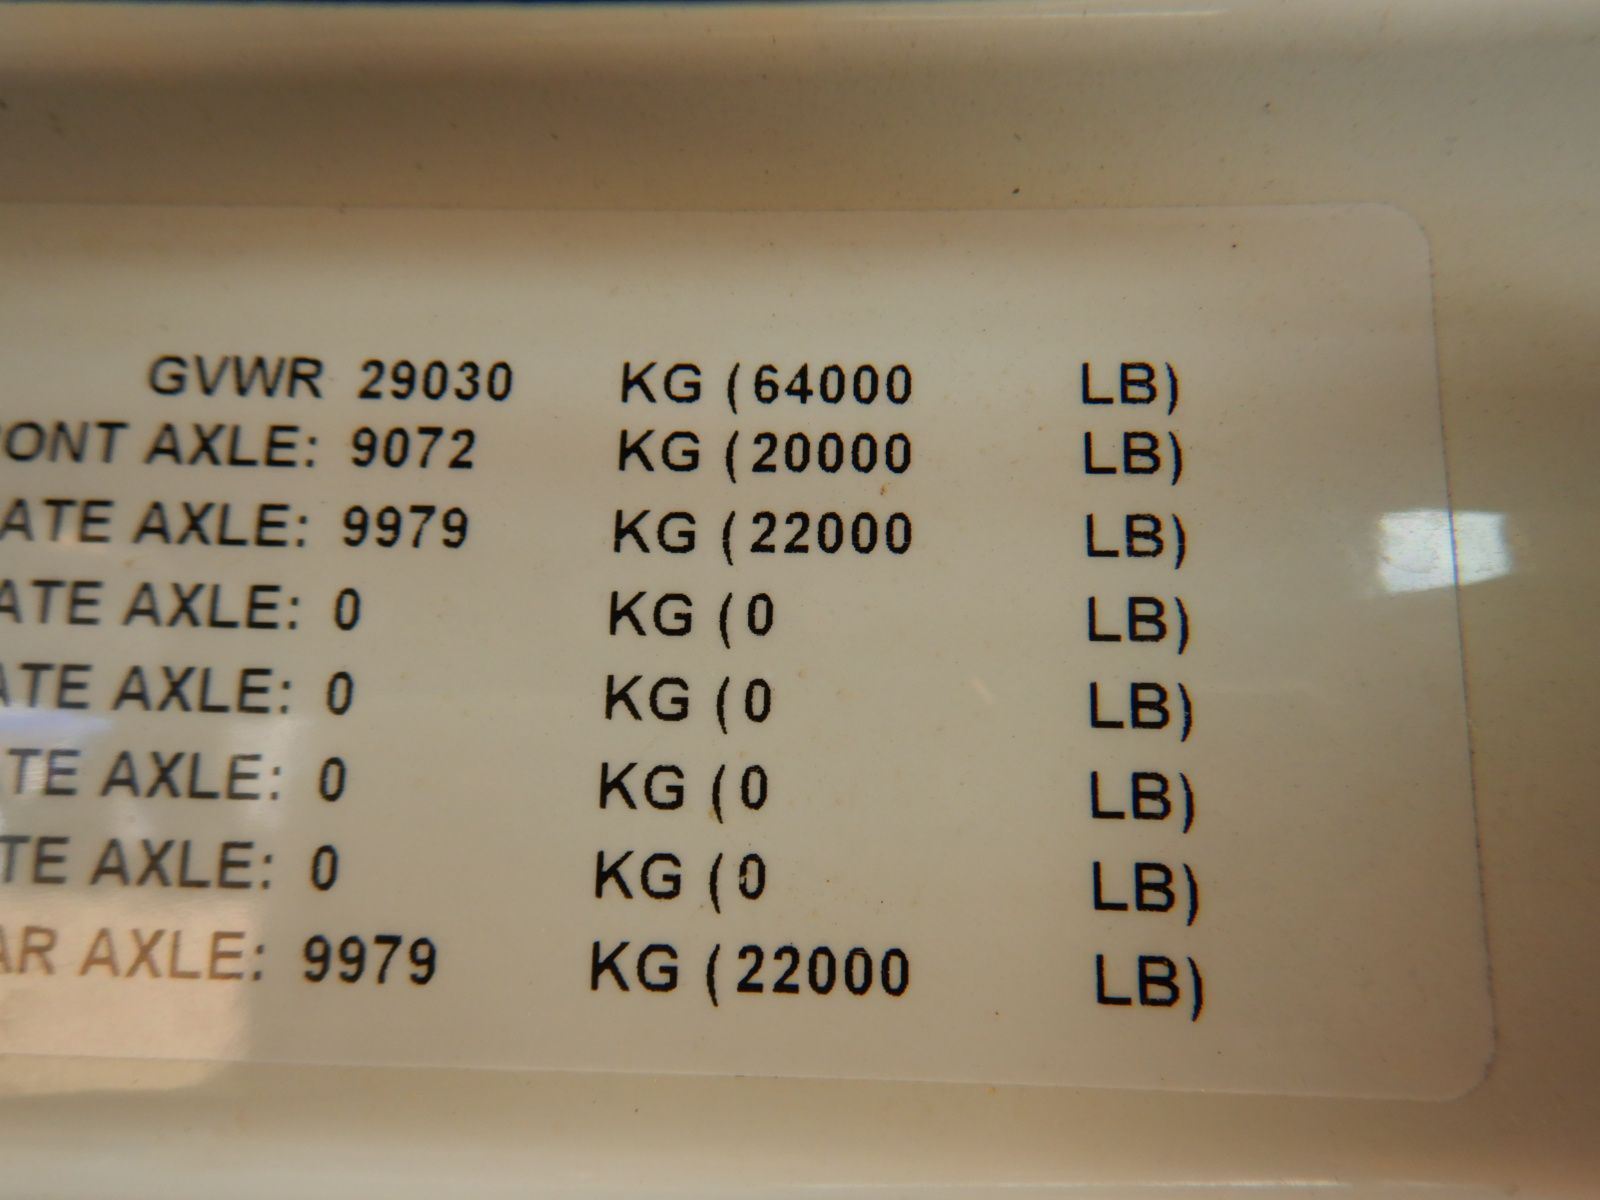 GVWR 29030 KG (64000 LB)
ONT AXLE: 9072 KG (20000 LB)
ATE AXLE: 9979 KG (22000 LB)
ATE AXLE: 0 KG (0 LB)
ATE AXLE: 0 KG (0 LB)
TE AXLE: 0 KG (0 LB)
TE AXLE: 0 KG (0 LB)
AR AXLE: 9979 KG (22000 LB)